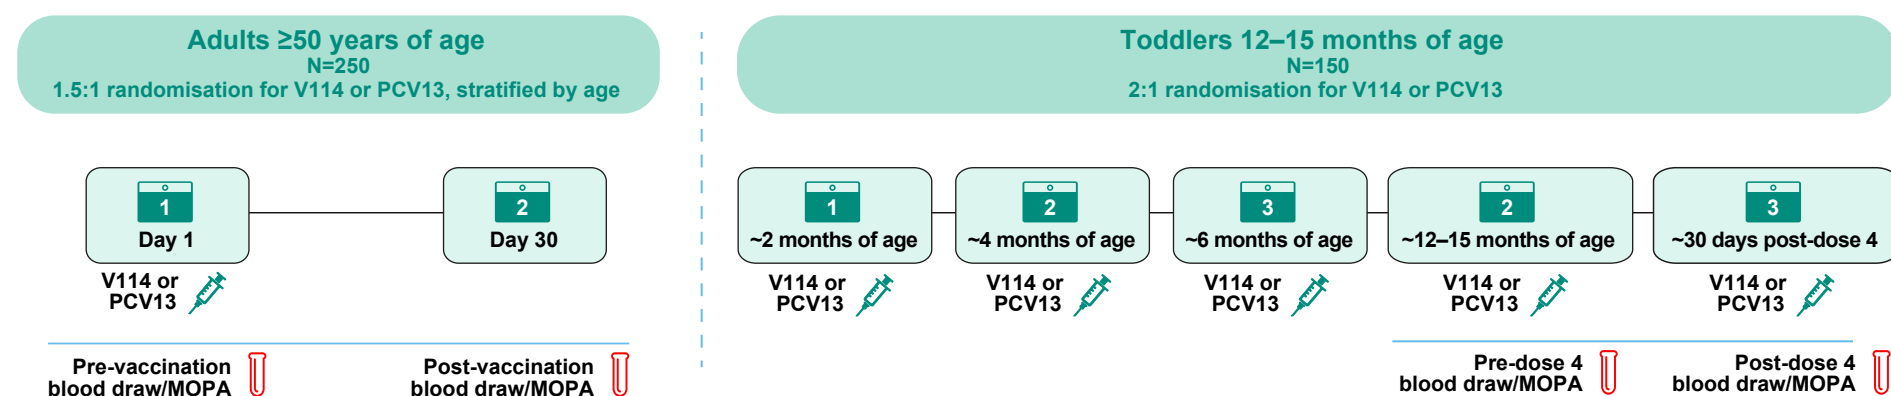 Adults ≥50 years of age
N=250
1.5:1 randomisation for V114 or PCV13, stratified by age
1
Day 1
V114 or
PCV13
2
Day 30
Pre-vaccination
blood draw/MOPA
Post-vaccination
blood draw/MOPA
Toddlers 12–15 months of age
N=150
2:1 randomisation for V114 or PCV13
1
~2 months of age
V114 or
PCV13
2
~4 months of age
V114 or
PCV13
3
~6 months of age
V114 or
PCV13
2
~12–15 months of age
V114 or
PCV13
3
~30 days post-dose 4
V114 or
PCV13
Pre-dose 4
blood draw/MOPA
Post-dose 4
blood draw/MOPA